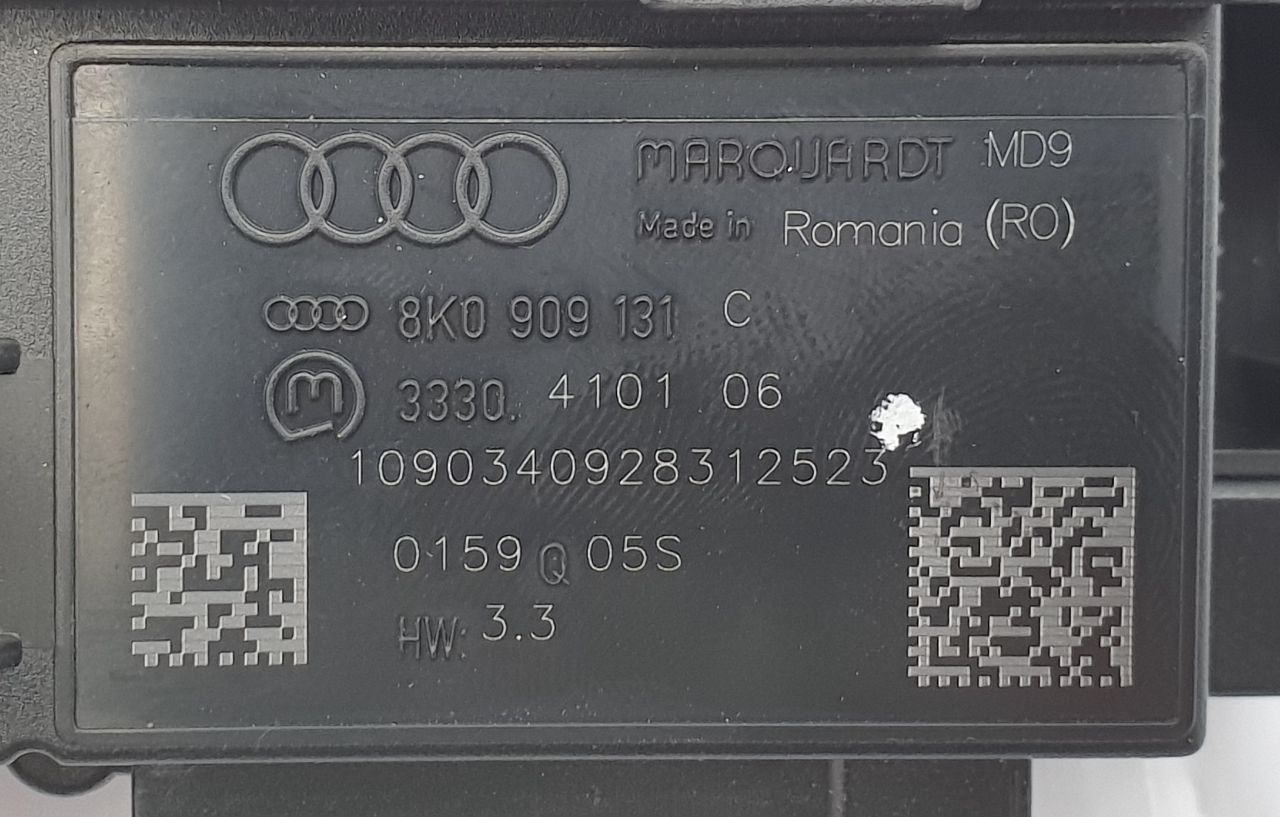 MARQUARDT MD9
Made in Romania (RO)
8K0 909 131 C
M 3330. 4101 06
1090340928312523
0159 Q 05S
HW: 3.3